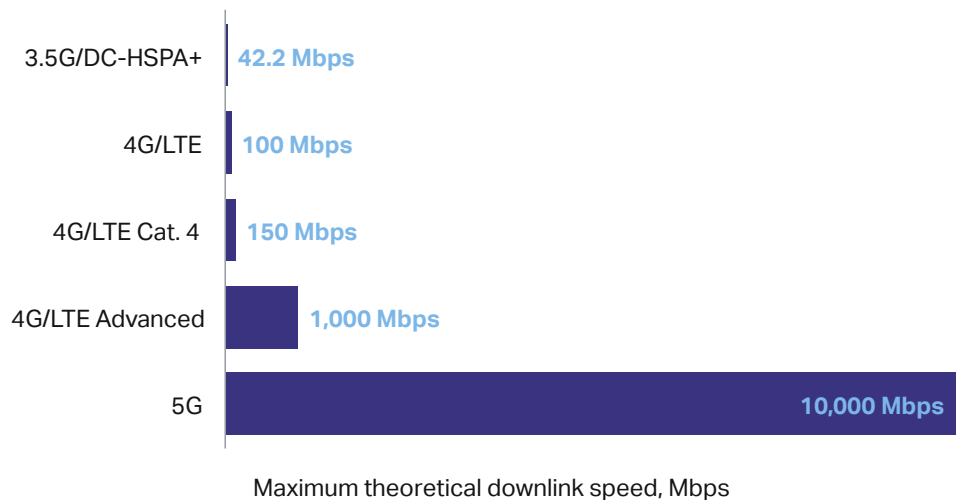 3.5G/DC-HSPA+ 42.2 Mbps
4G/LTE 100 Mbps
4G/LTE Cat. 4 150 Mbps
4G/LTE Advanced 1,000 Mbps
5G 10,000 Mbps
Maximum theoretical downlink speed, Mbps